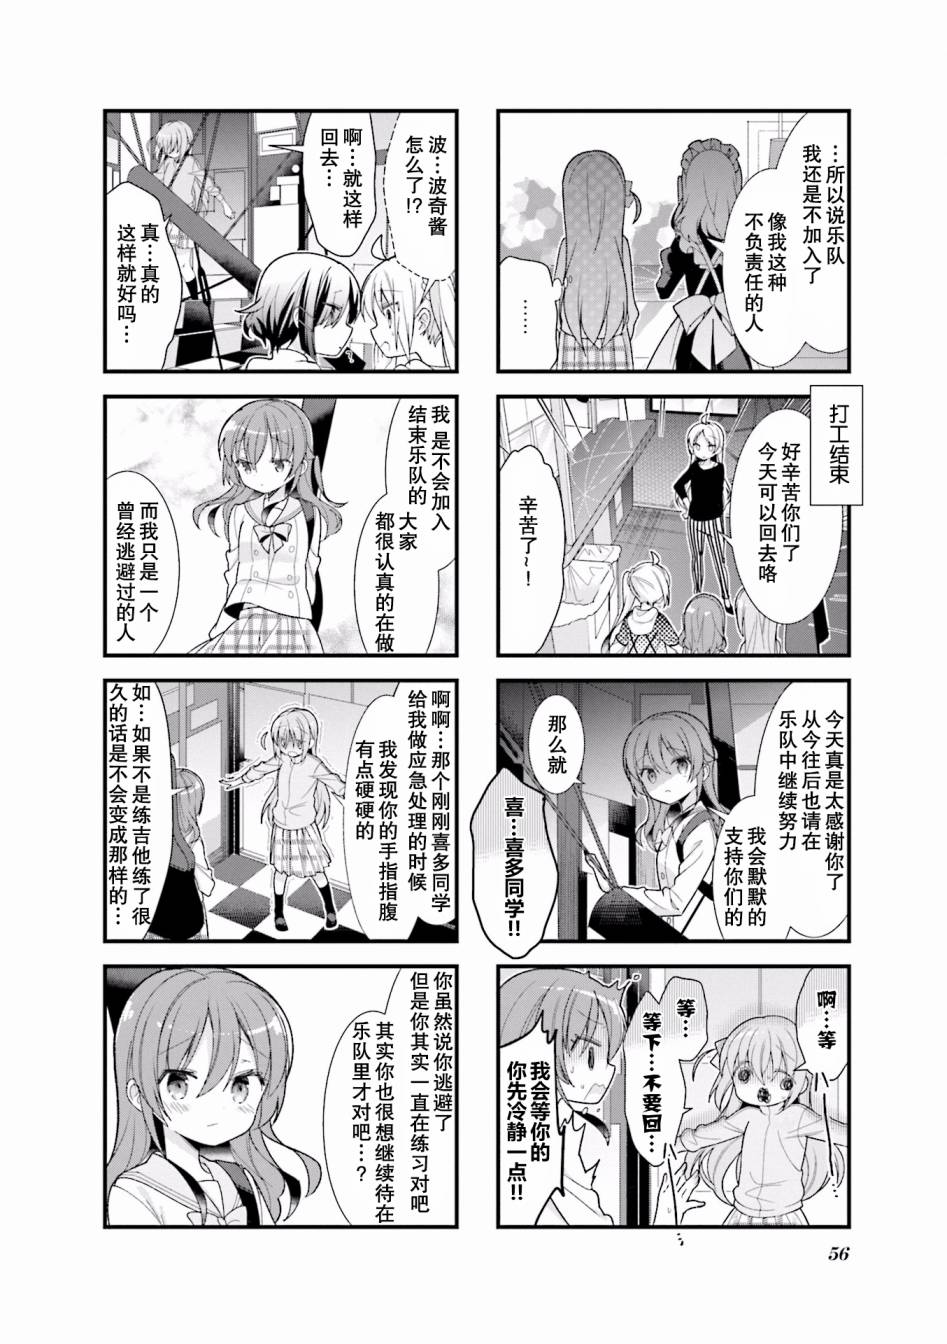 …所以说乐队
我还是不加入了
像我这种
不负责任的人
……
打工结束
好辛苦你们了
今天可以回去咯
辛苦了~!
今天真是太感谢你了
从今往后也请在
乐队中继续努力
我会默默的
支持你们的
那么就
喜…喜多同学!!
啊…等
等…
等下…不要回…
我会等你的
你先冷静一点!!
波…波奇酱
怎么了!?
啊…就这样
回去…
真…真的
这样就好吗…
我 是不会加入
结束乐队的
大家
都很认真的在做
而我只是一个
曾经逃避过的人
啊啊…那个刚刚喜多同学
给我做应急处理的时候
我发现你的手指指腹
有点硬硬的
如…如果不是练吉他练了很
久的话是不会变成那样的…
你虽然说你逃避了
但是你其实一直在练习对吧
其实你也很想继续待在
乐队里才对吧…?
56